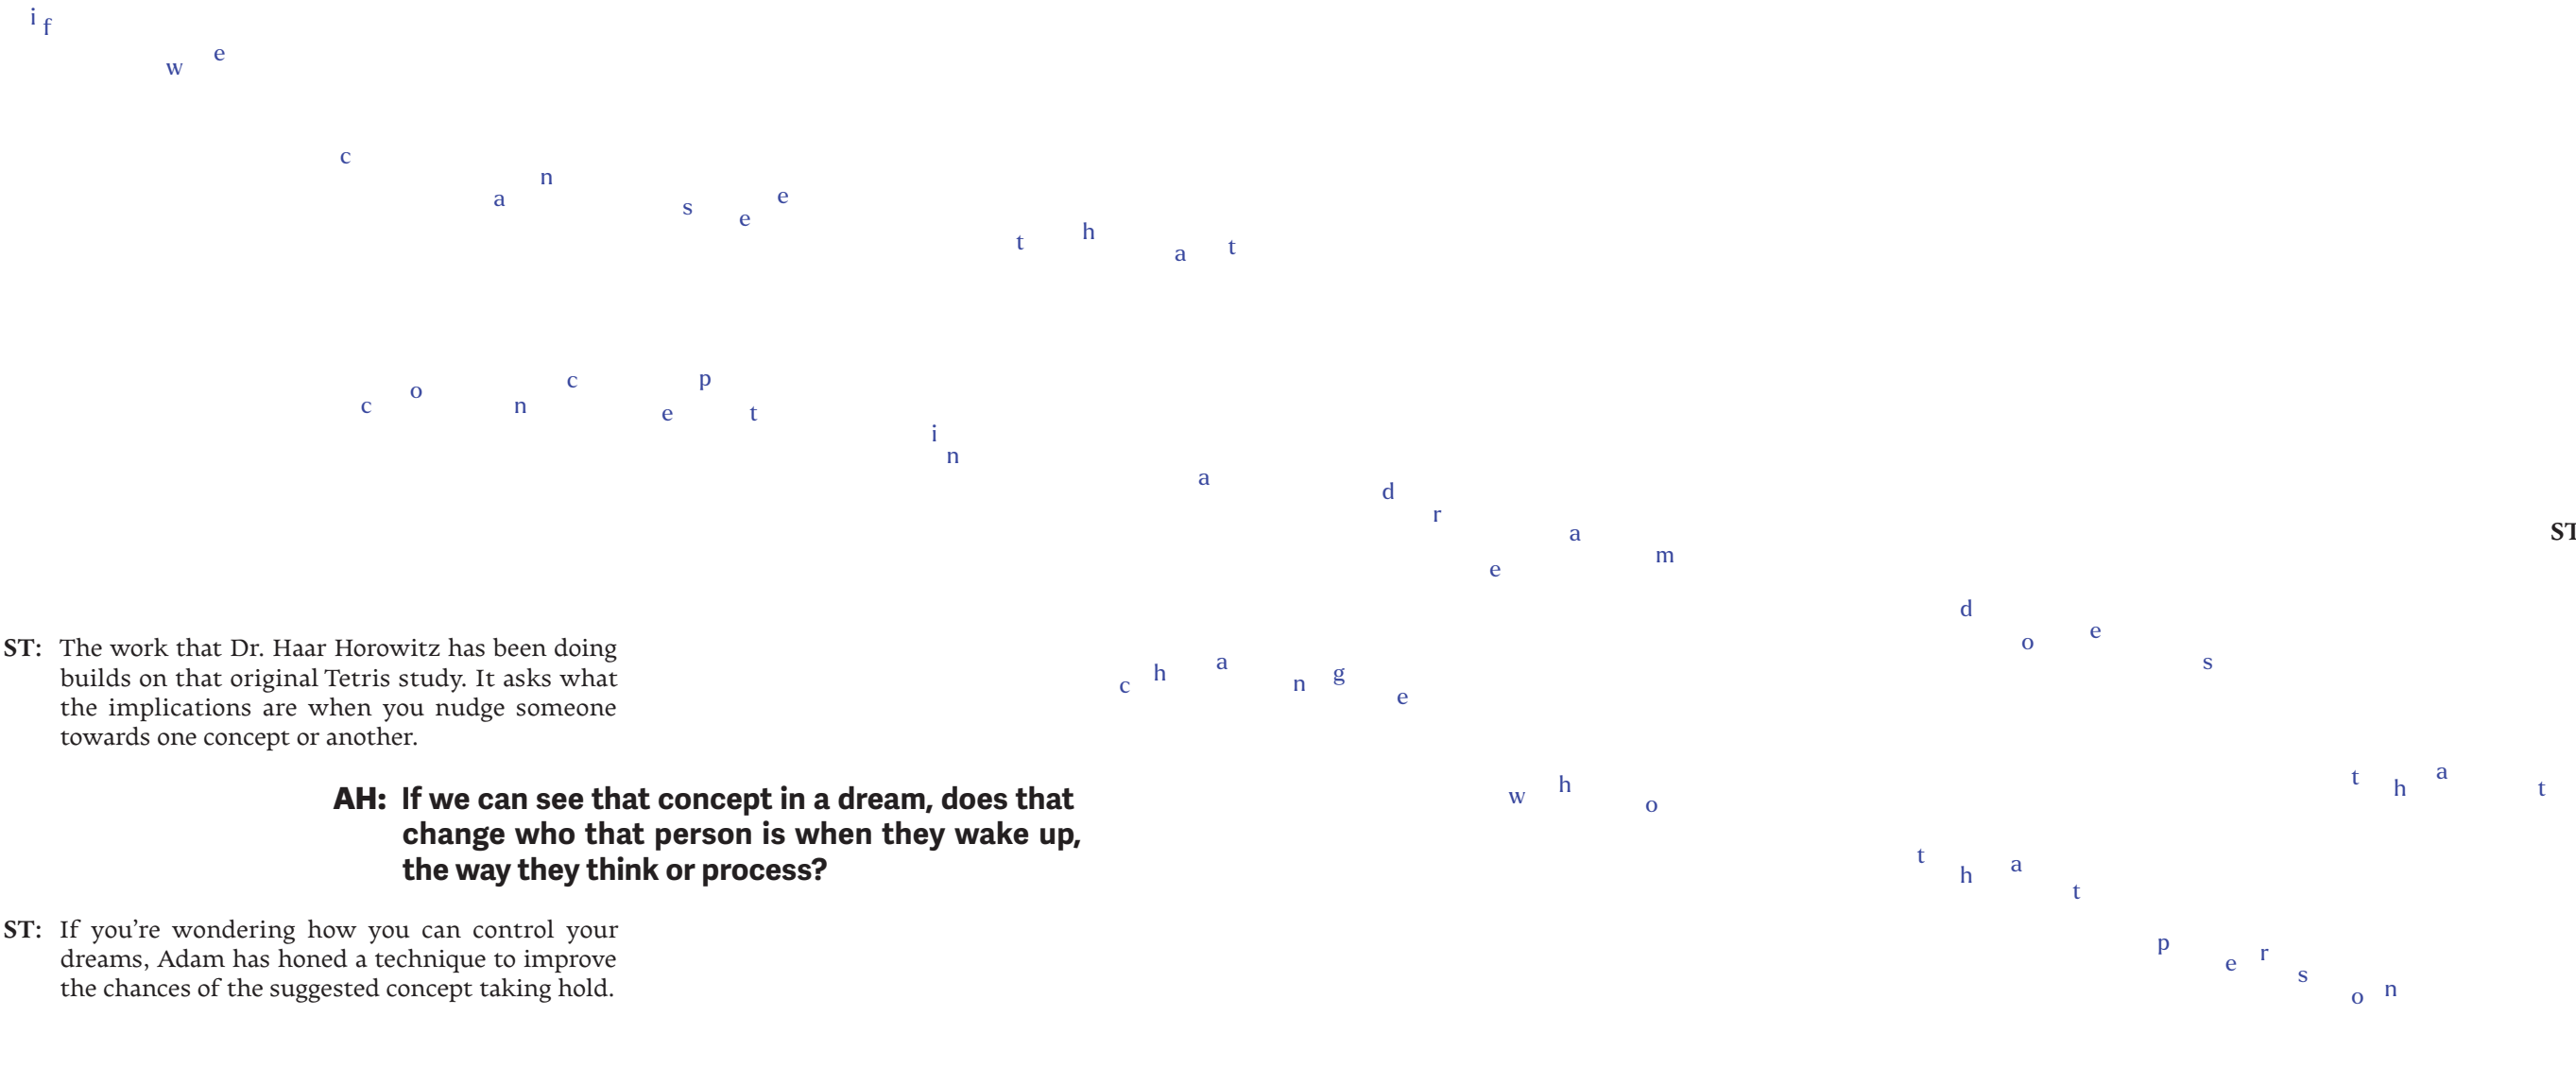 if we can see that
concept in a dream does that
change who that person
ST
ST: The work that Dr. Haar Horowitz has been doing
builds on that original Tetris study. It asks what
the implications are when you nudge someone
towards one concept or another.
AH: If we can see that concept in a dream, does that
change who that person is when they wake up,
the way they think or process?
ST: If you’re wondering how you can control your
dreams, Adam has honed a technique to improve
the chances of the suggested concept taking hold.